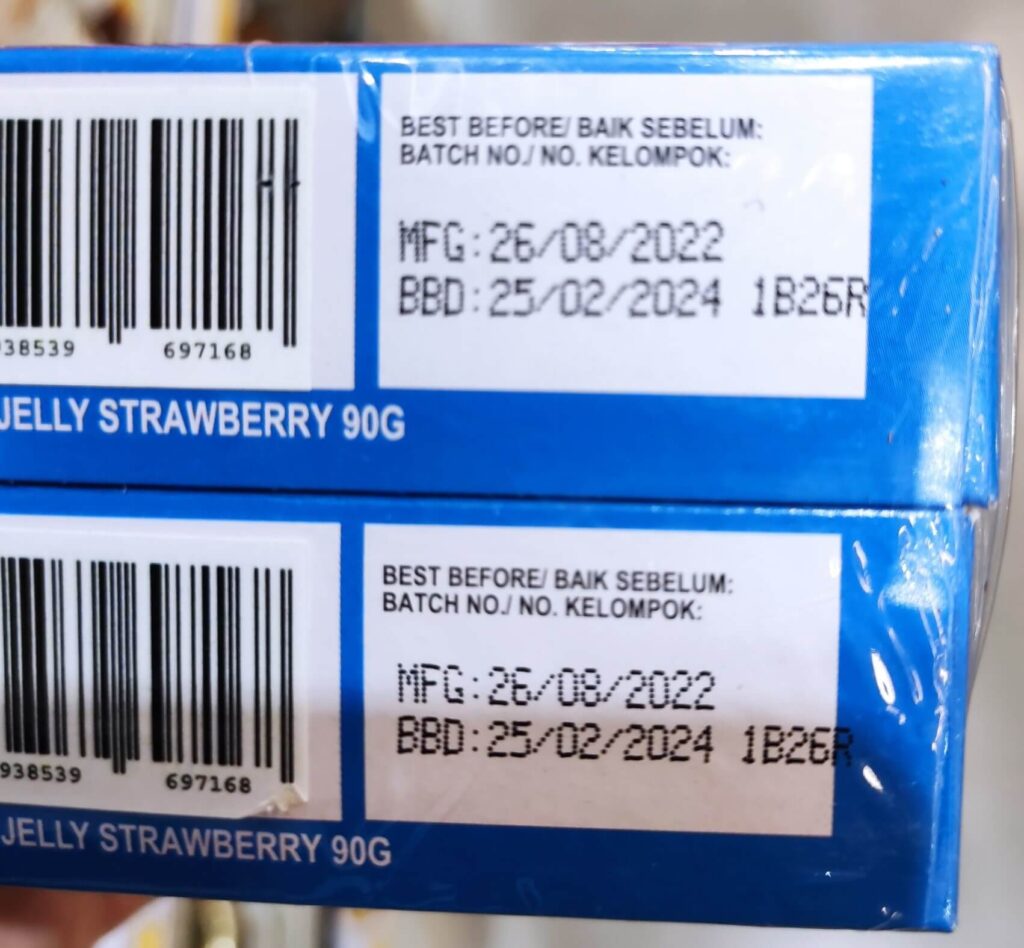 BEST BEFORE/ BAIK SEBELUM:
BATCH NO./ NO. KELOMPOK:
MFG:26/08/2022
BBD:25/02/2024 1B26R
938539 697168
JELLY STRAWBERRY 90G
BEST BEFORE/ BAIK SEBELUM:
BATCH NO./ NO. KELOMPOK:
MFG:26/08/2022
BBD:25/02/2024 1B26R
938539 697168
JELLY STRAWBERRY 90G